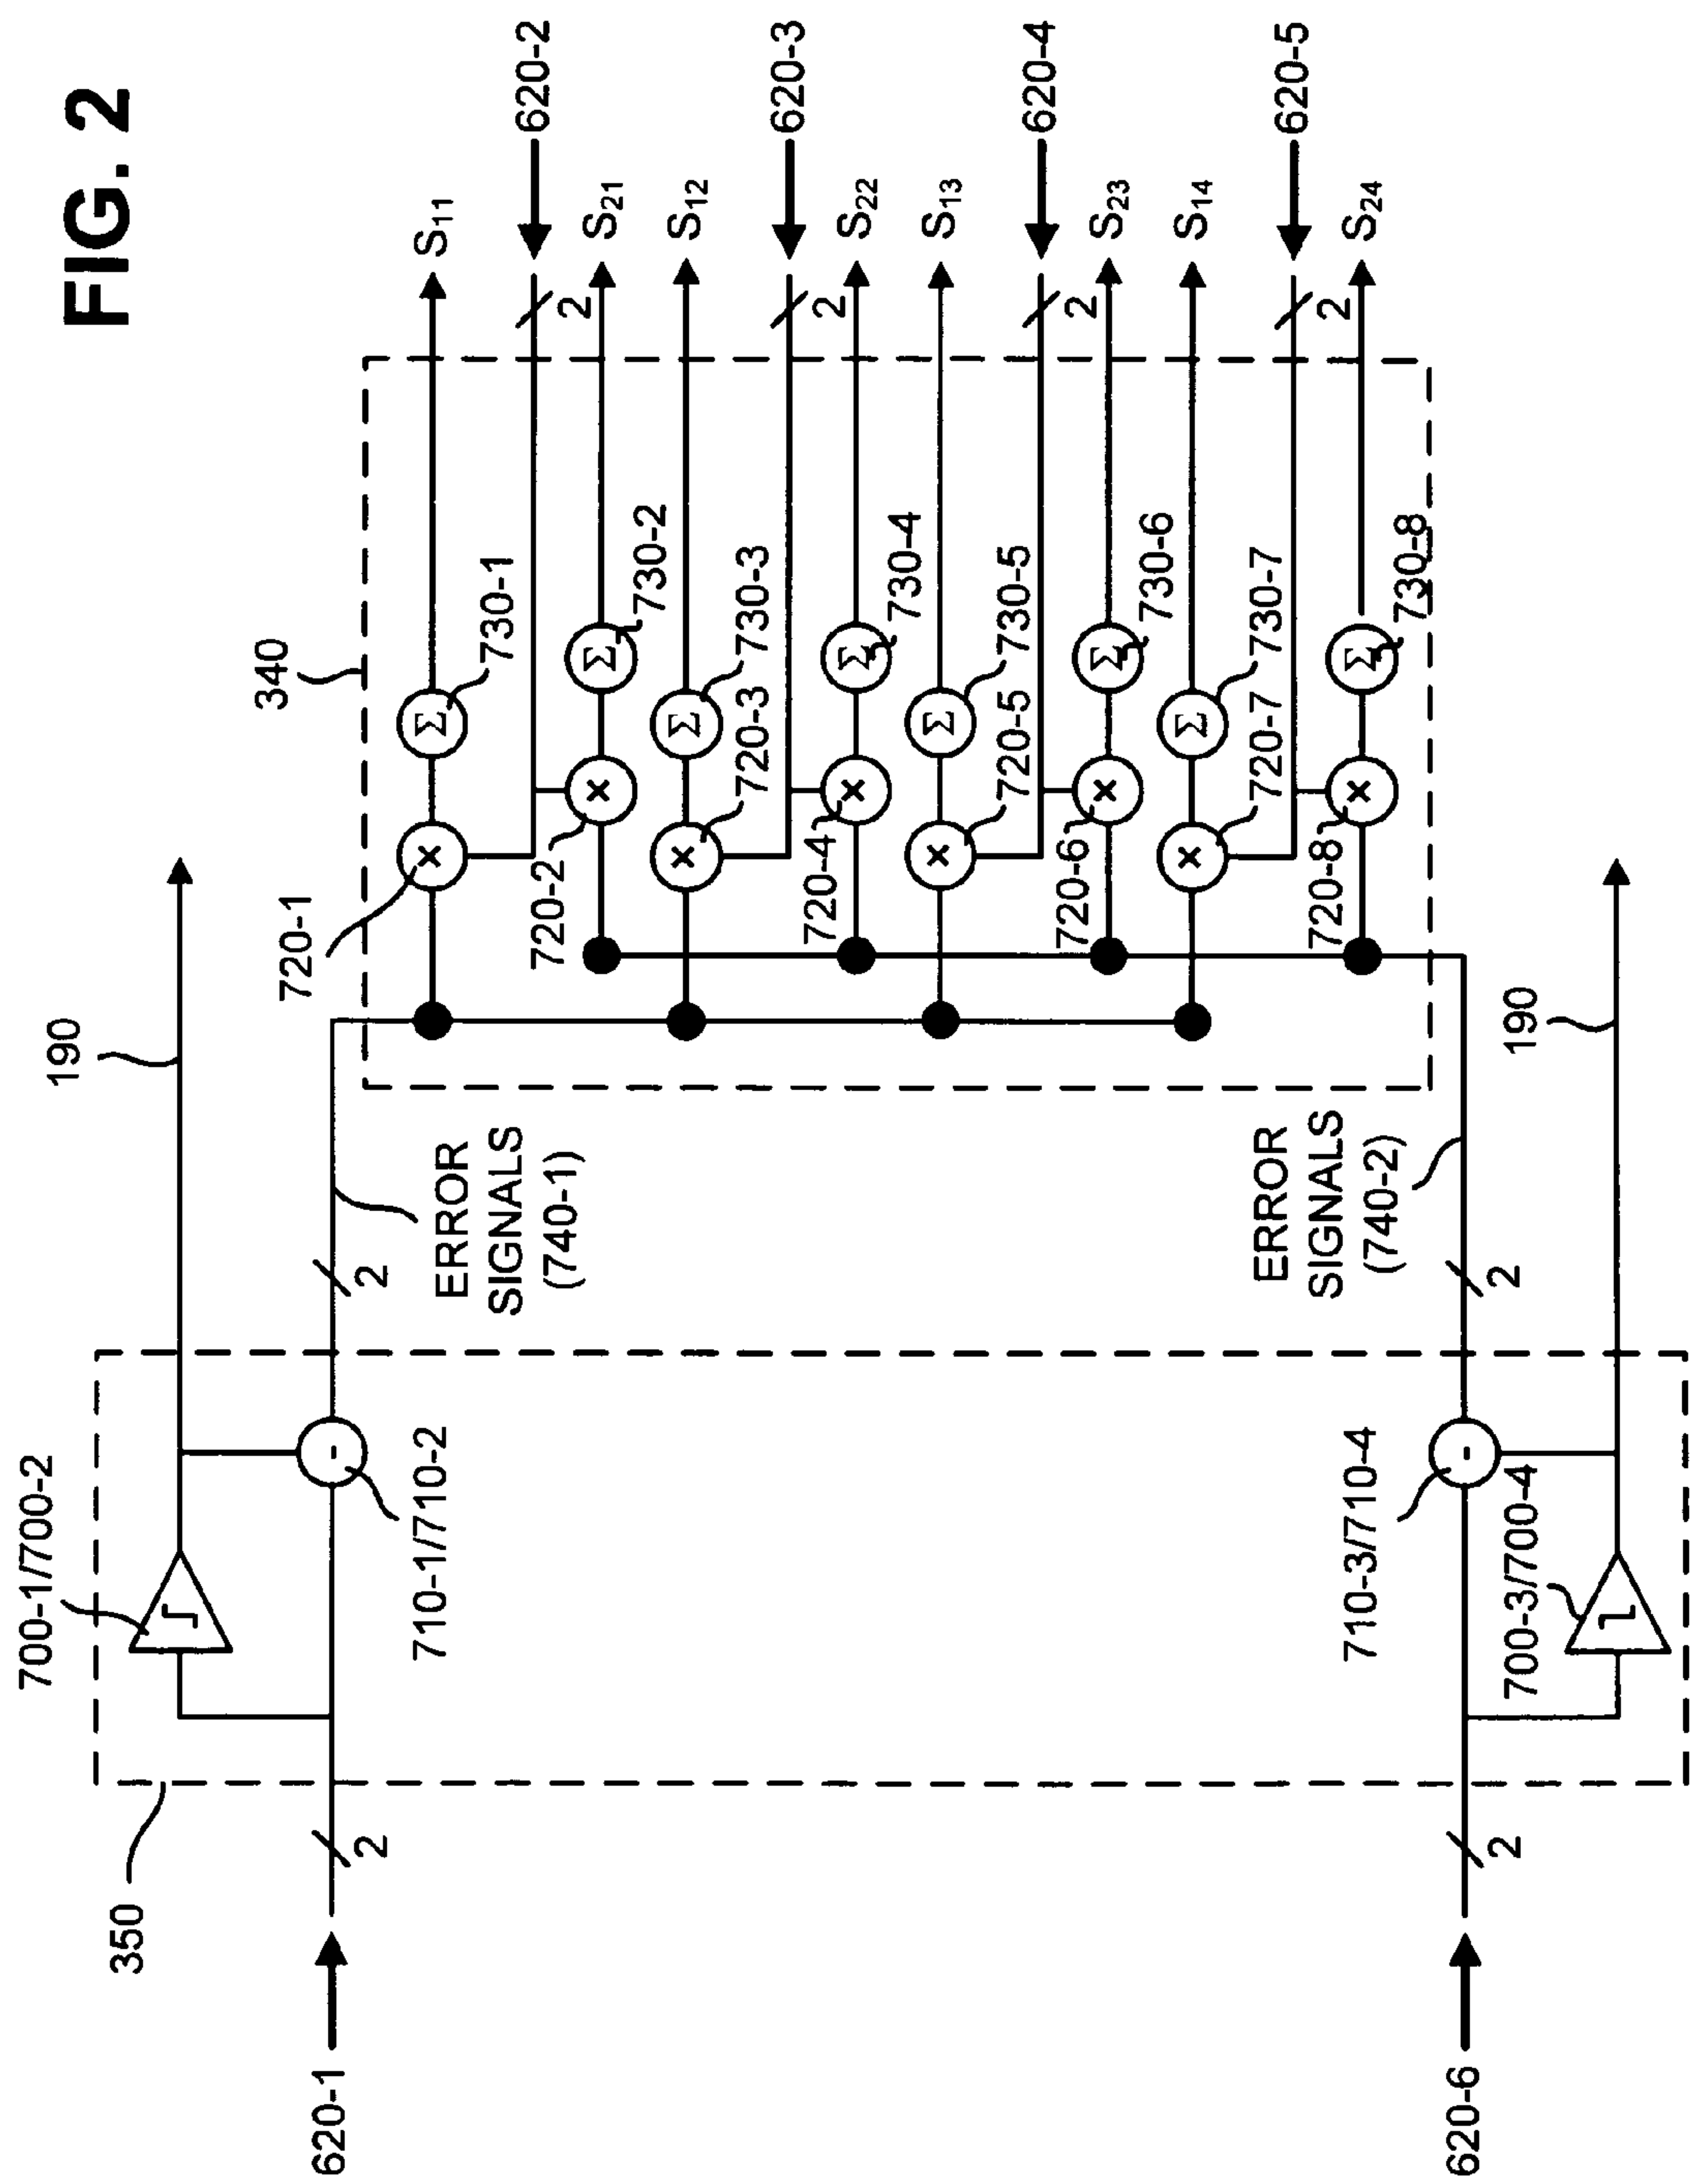 FIG. 2
350
700-1/700-2
190
620-1
2
710-1/710-2
2
ERROR
SIGNALS
(740-1)
340
720-1
Σ
730-1
S11
620-2
2
720-2
Σ
730-2
S21
720-3
Σ
730-3
S12
620-3
2
720-4
Σ
730-4
S22
720-5
Σ
730-5
S13
620-4
2
720-6
Σ
730-6
S23
720-7
Σ
730-7
S14
620-5
2
720-8
Σ
730-8
S24
620-6
2
710-3/710-4
2
ERROR
SIGNALS
(740-2)
700-3/700-4
190